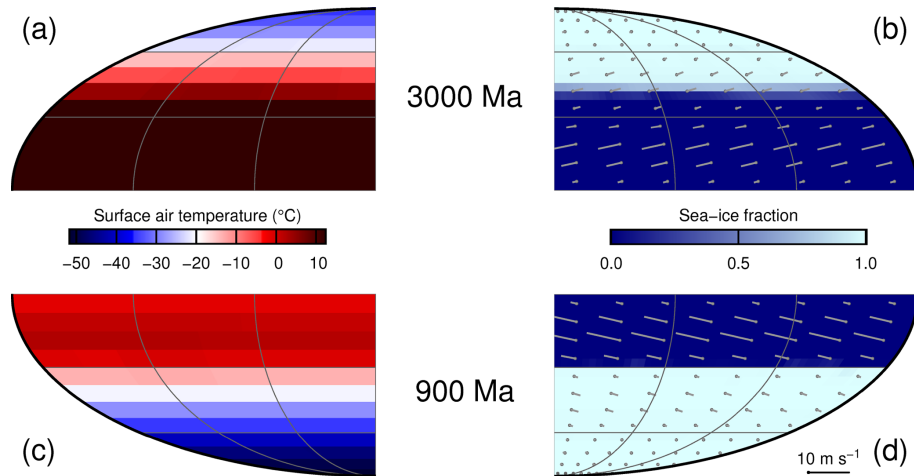 (a)
(b)
3000 Ma
Surface air temperature (°C)
−50 −40 −30 −20 −10 0 10
Sea−ice fraction
0.0 0.5 1.0
900 Ma
(c)
(d)
10 m s⁻¹